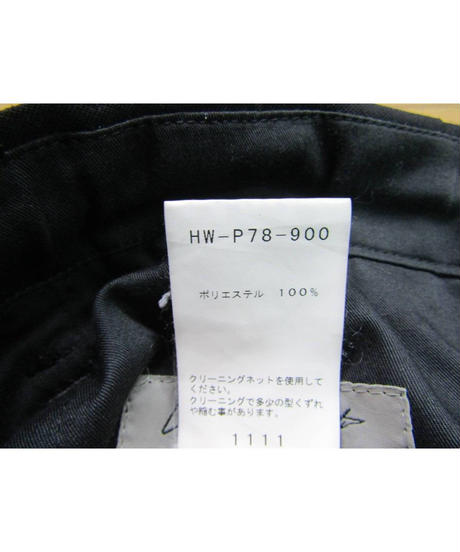 HW-P78-900
ポリエステル 100%
クリーニングネットを使用して
ください。
クリーニングで多少の型くずれ
や縮む事があります。
1111